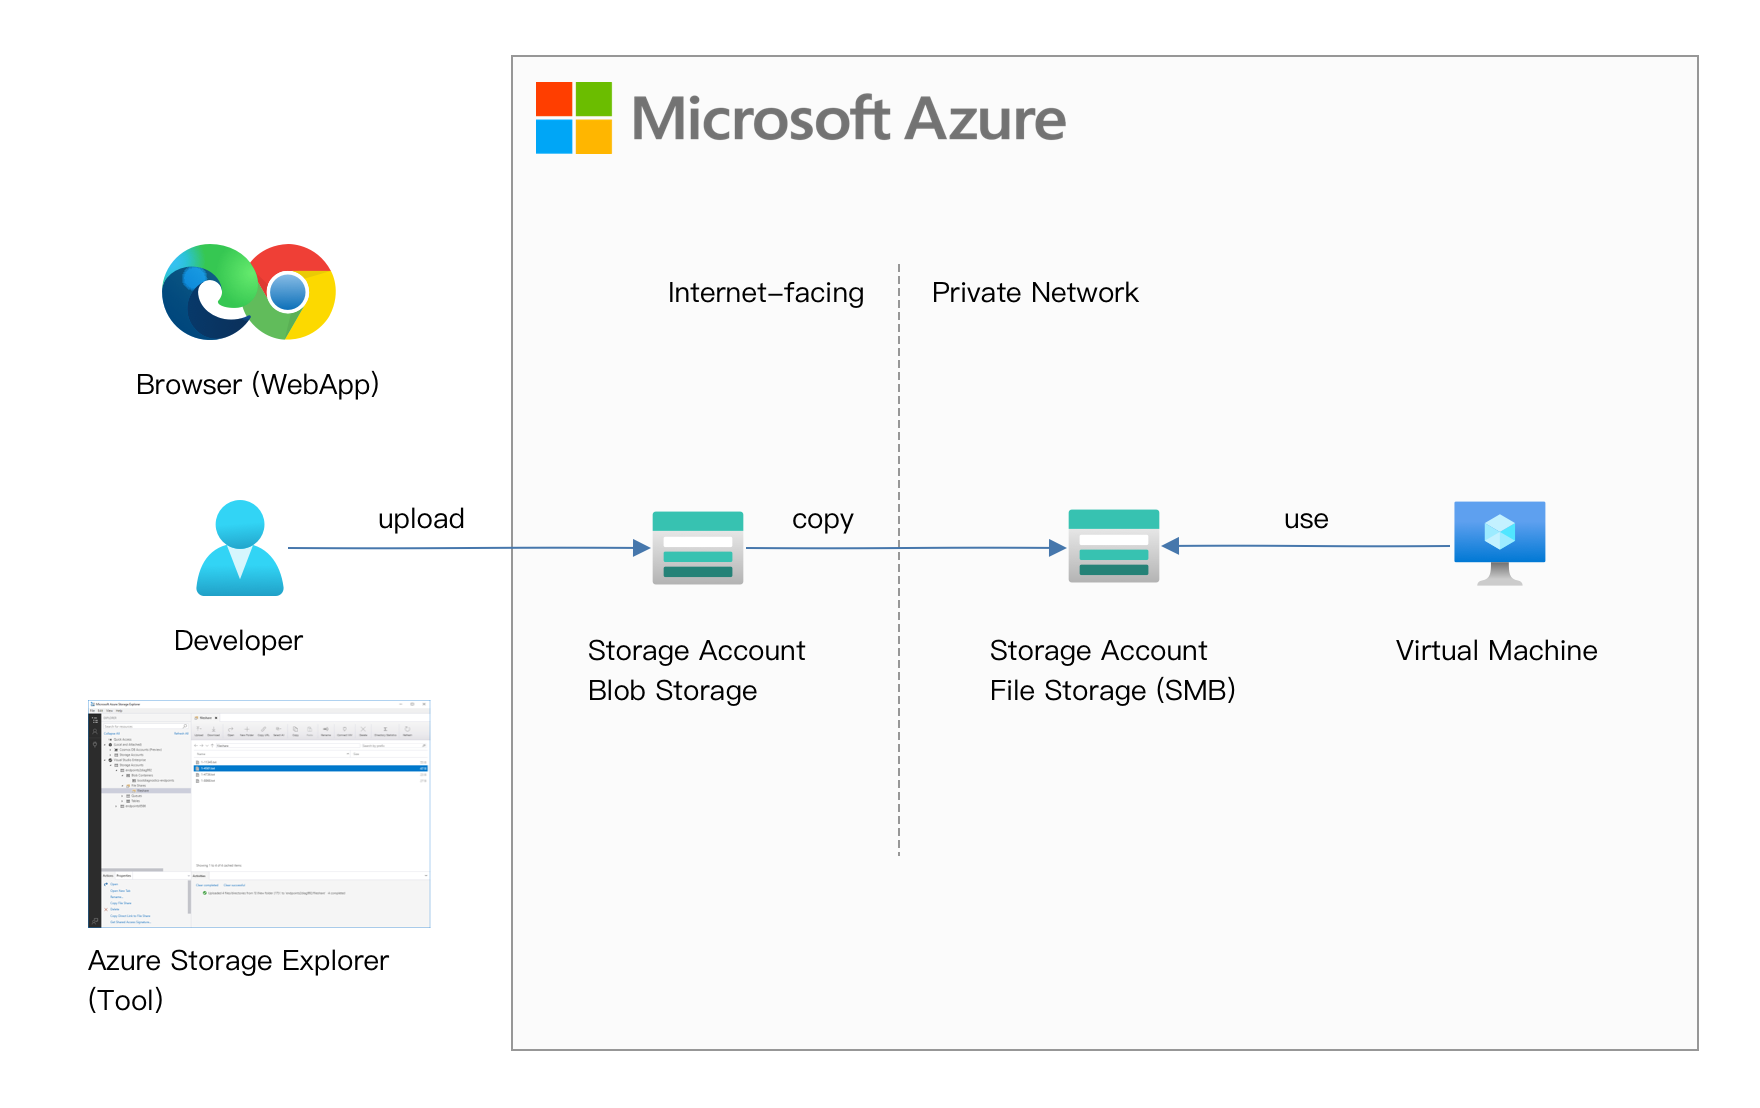 Microsoft Azure
Internet-facing
Private Network
Browser (WebApp)
upload
copy
use
Developer
Storage Account
Blob Storage
Storage Account
File Storage (SMB)
Virtual Machine
Azure Storage Explorer
(Tool)